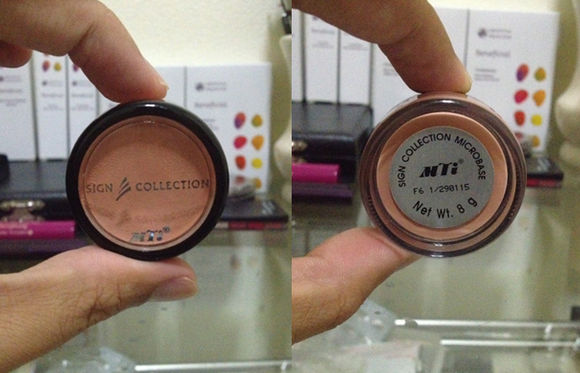 SIGN COLLECTION
MTi
SIGN COLLECTION MICROBASE
MTi®
F6 1/290115
Net Wt. 8 g